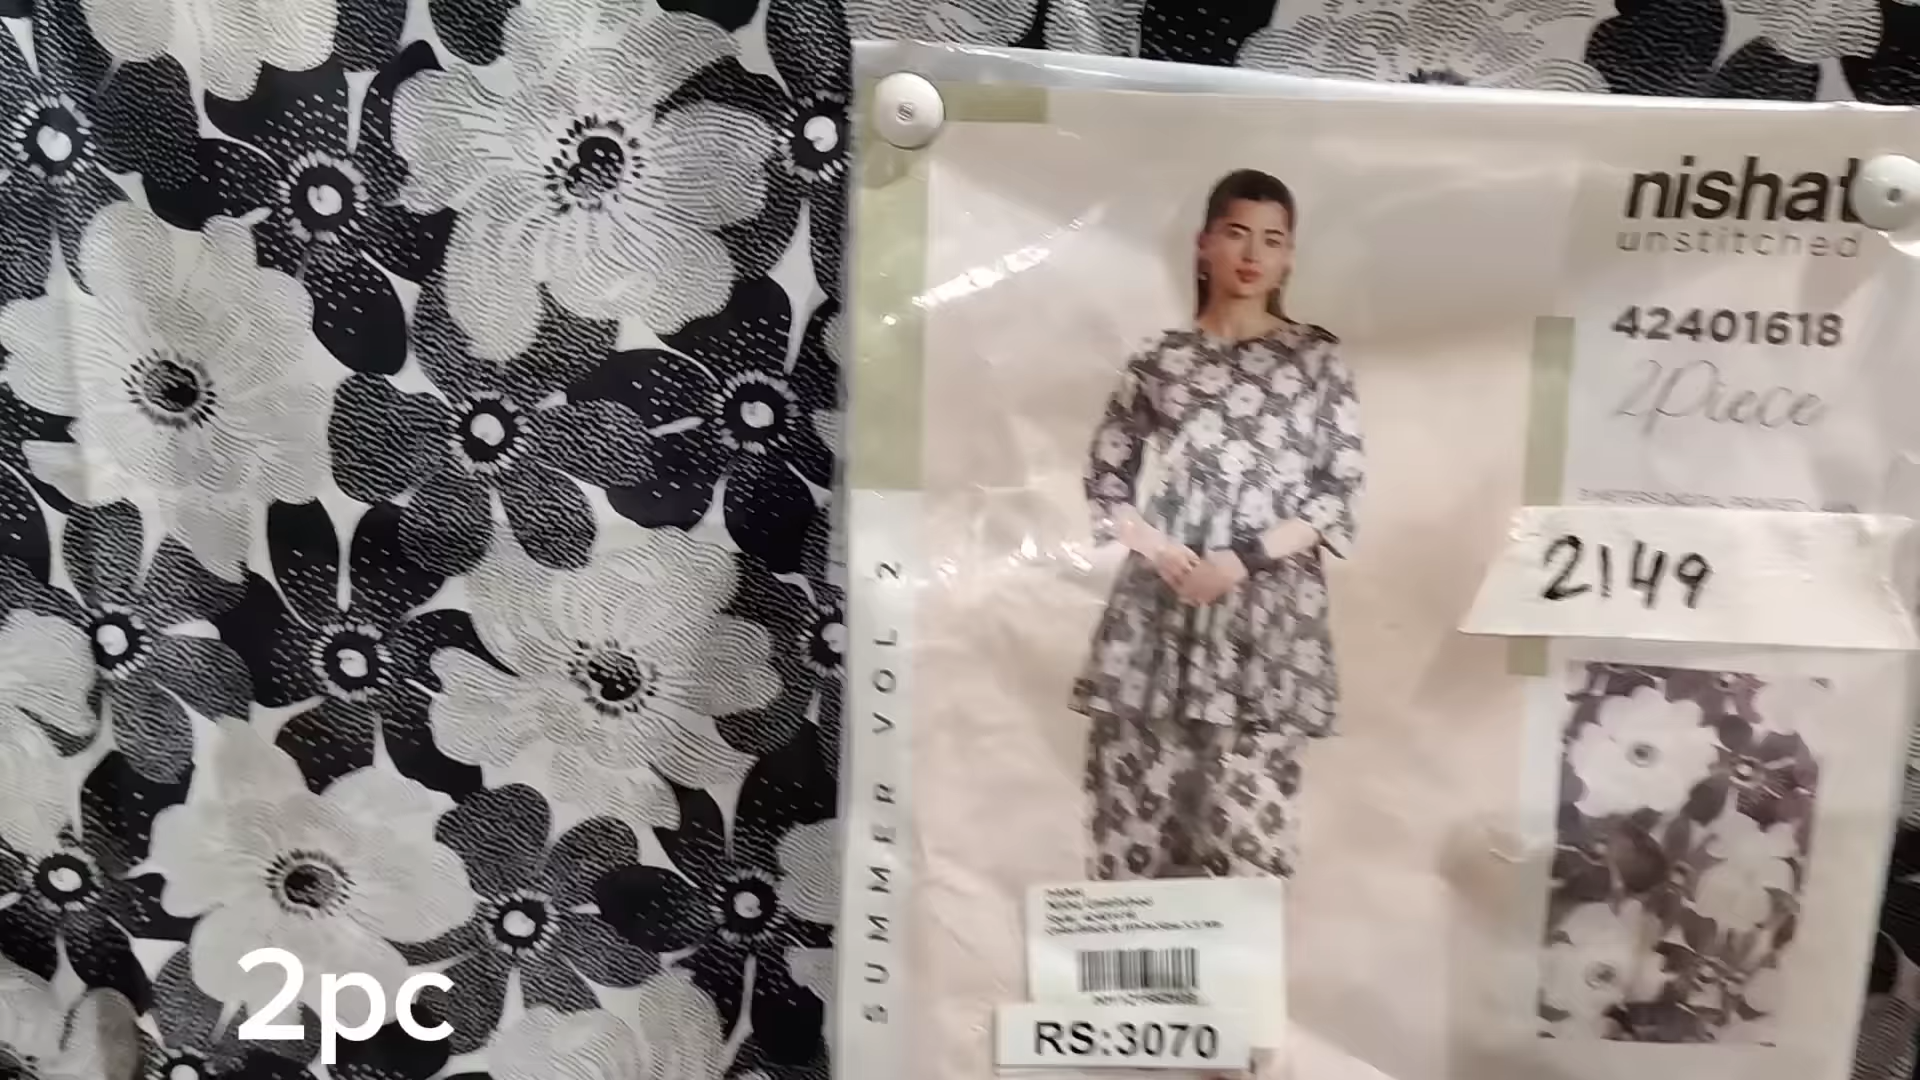 nishat
unstitched
42401618
2Piece
2149
SUMMER VOL 2
RS:3070
2pc